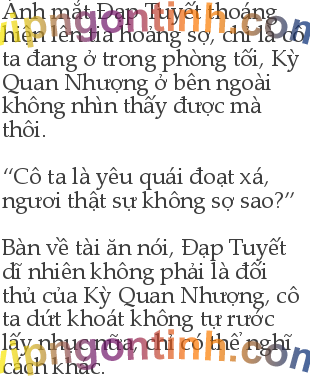 Ánh mắt Đạp Tuyết thoáng
hiện lên tia hoảng sợ, chỉ là cô
ta đang ở trong phòng tối, Kỳ
Quan Nhượng ở bên ngoài
không nhìn thấy được mà
thôi.
“Cô ta là yêu quái đoạt xá,
ngươi thật sự không sợ sao?”
Bàn về tài ăn nói, Đạp Tuyết
dĩ nhiên không phải là đối
thủ của Kỳ Quan Nhượng, cô
ta dứt khoát không tự rước
lấy nhục nữa, chỉ có thể nghĩ
cách khác.